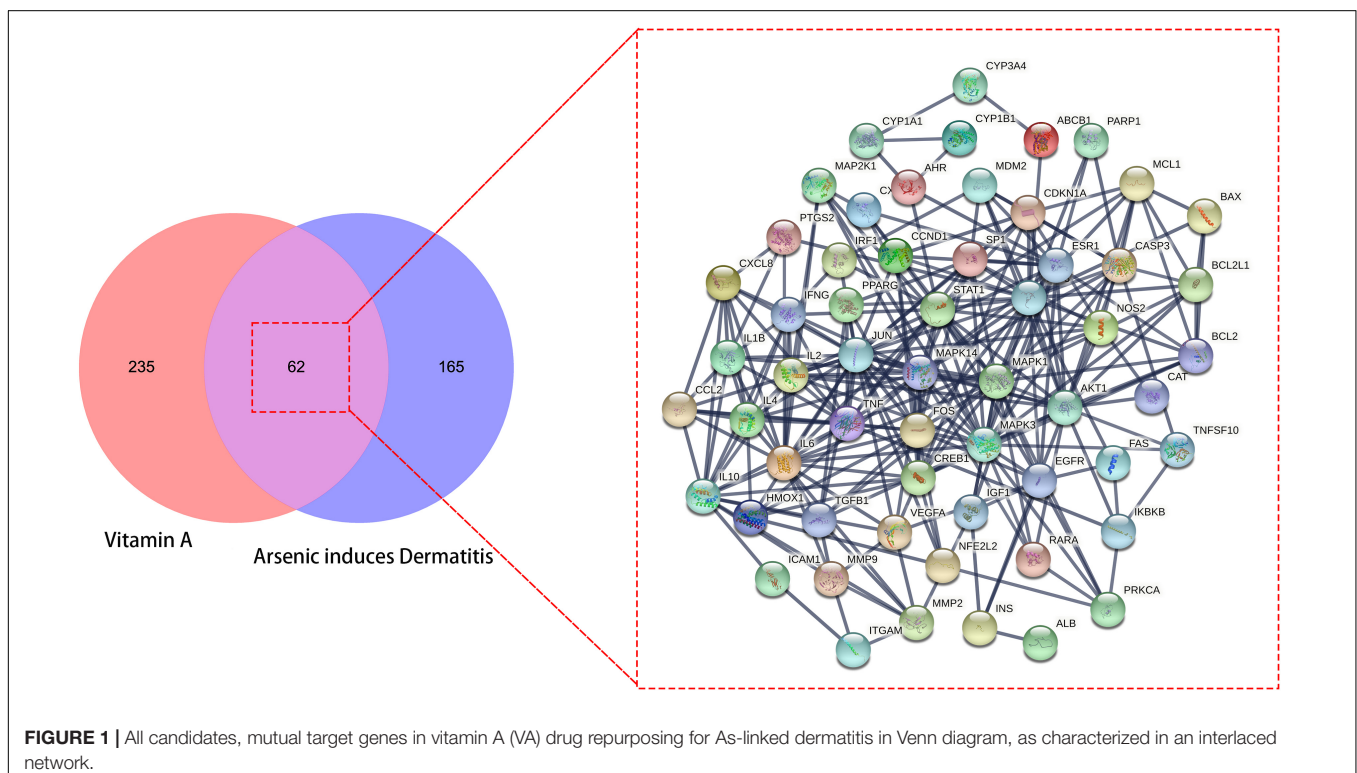 CYP3A4
CYP1A1
CYP1B1
ABCB1
PARP1
MAP2K1
AHR
MDM2
MCL1
CX
CDKN1A
BAX
PTGS2
IRF1
CCND1
SP1
ESR1
CASP3
CXCL8
IFNG
PPARG
STAT1
BCL2L1
NOS2
IL1B
JUN
BCL2
IL2
MAPK14
MAPK1
235
62
165
CCL2
AKT1
CAT
IL4
TNF
FOS
MAPK3
TNFSF10
IL6
FAS
CREB1
EGFR
IL10
HMOX1
TGFB1
IGF1
VEGFA
IKBKB
Vitamin A
Arsenic induces Dermatitis
ICAM1
MMP9
NFE2L2
RARA
PRKCA
MMP2
INS
ITGAM
ALB
FIGURE 1 | All candidates, mutual target genes in vitamin A (VA) drug repurposing for As-linked dermatitis in Venn diagram, as characterized in an interlaced
network.